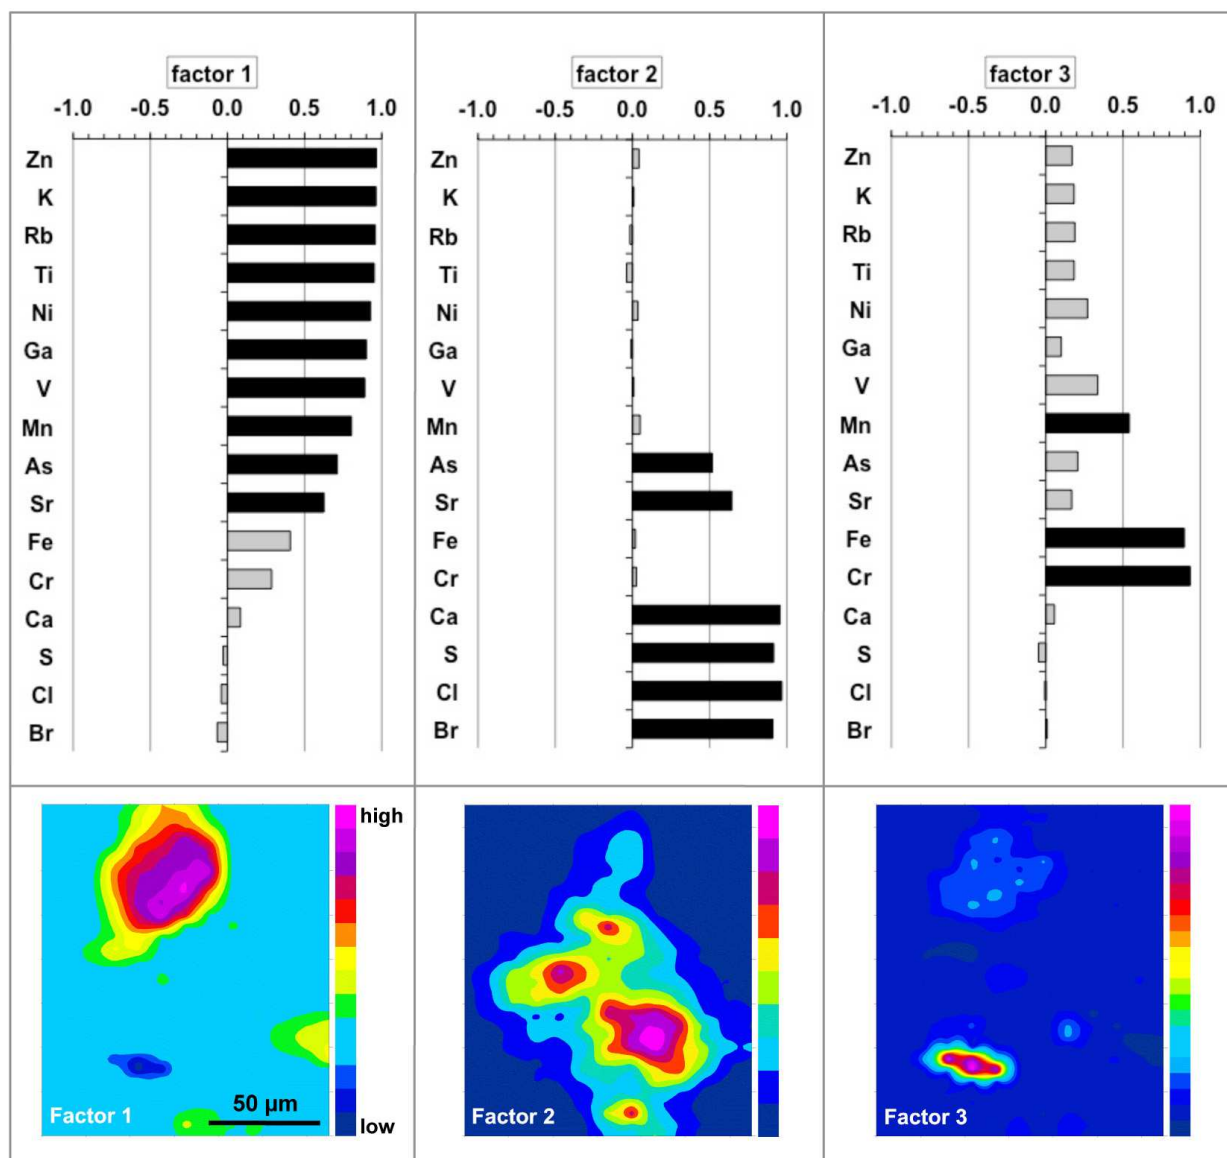 factor 1
-1.0 -0.5 0.0 0.5 1.0
Zn
K
Rb
Ti
Ni
Ga
V
Mn
As
Sr
Fe
Cr
Ca
S
Cl
Br
factor 2
-1.0 -0.5 0.0 0.5 1.0
Zn
K
Rb
Ti
Ni
Ga
V
Mn
As
Sr
Fe
Cr
Ca
S
Cl
Br
factor 3
-1.0 -0.5 0.0 0.5 1.0
Zn
K
Rb
Ti
Ni
Ga
V
Mn
As
Sr
Fe
Cr
Ca
S
Cl
Br
high
50 µm
Factor 1
low
Factor 2
Factor 3